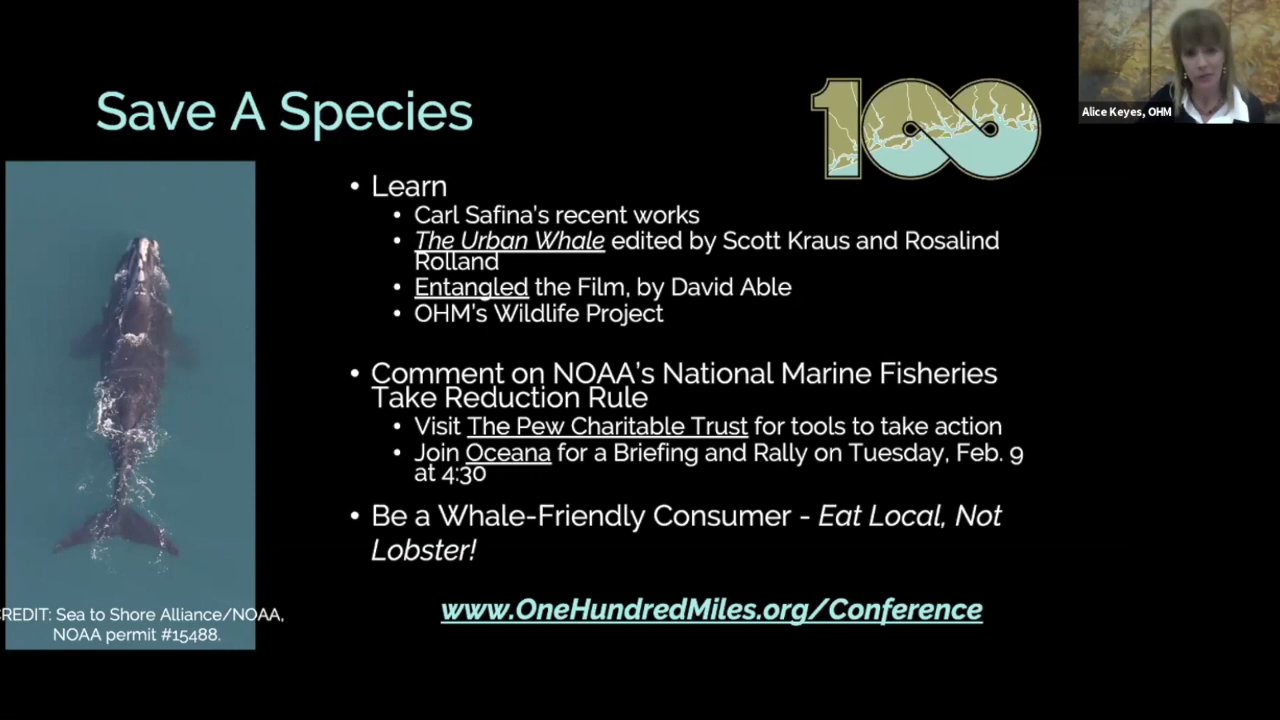 Save A Species
100
Alice Keyes, OHM
• Learn
• Carl Safina's recent works
• The Urban Whale edited by Scott Kraus and Rosalind
Rolland
• Entangled the Film, by David Able
• OHM's Wildlife Project
• Comment on NOAA's National Marine Fisheries
Take Reduction Rule
• Visit The Pew Charitable Trust for tools to take action
• Join Oceana for a Briefing and Rally on Tuesday, Feb. 9
at 4:30
• Be a Whale-Friendly Consumer - Eat Local, Not
Lobster!
REDIT: Sea to Shore Alliance/NOAA,
NOAA permit #15488.
www.OneHundredMiles.org/Conference